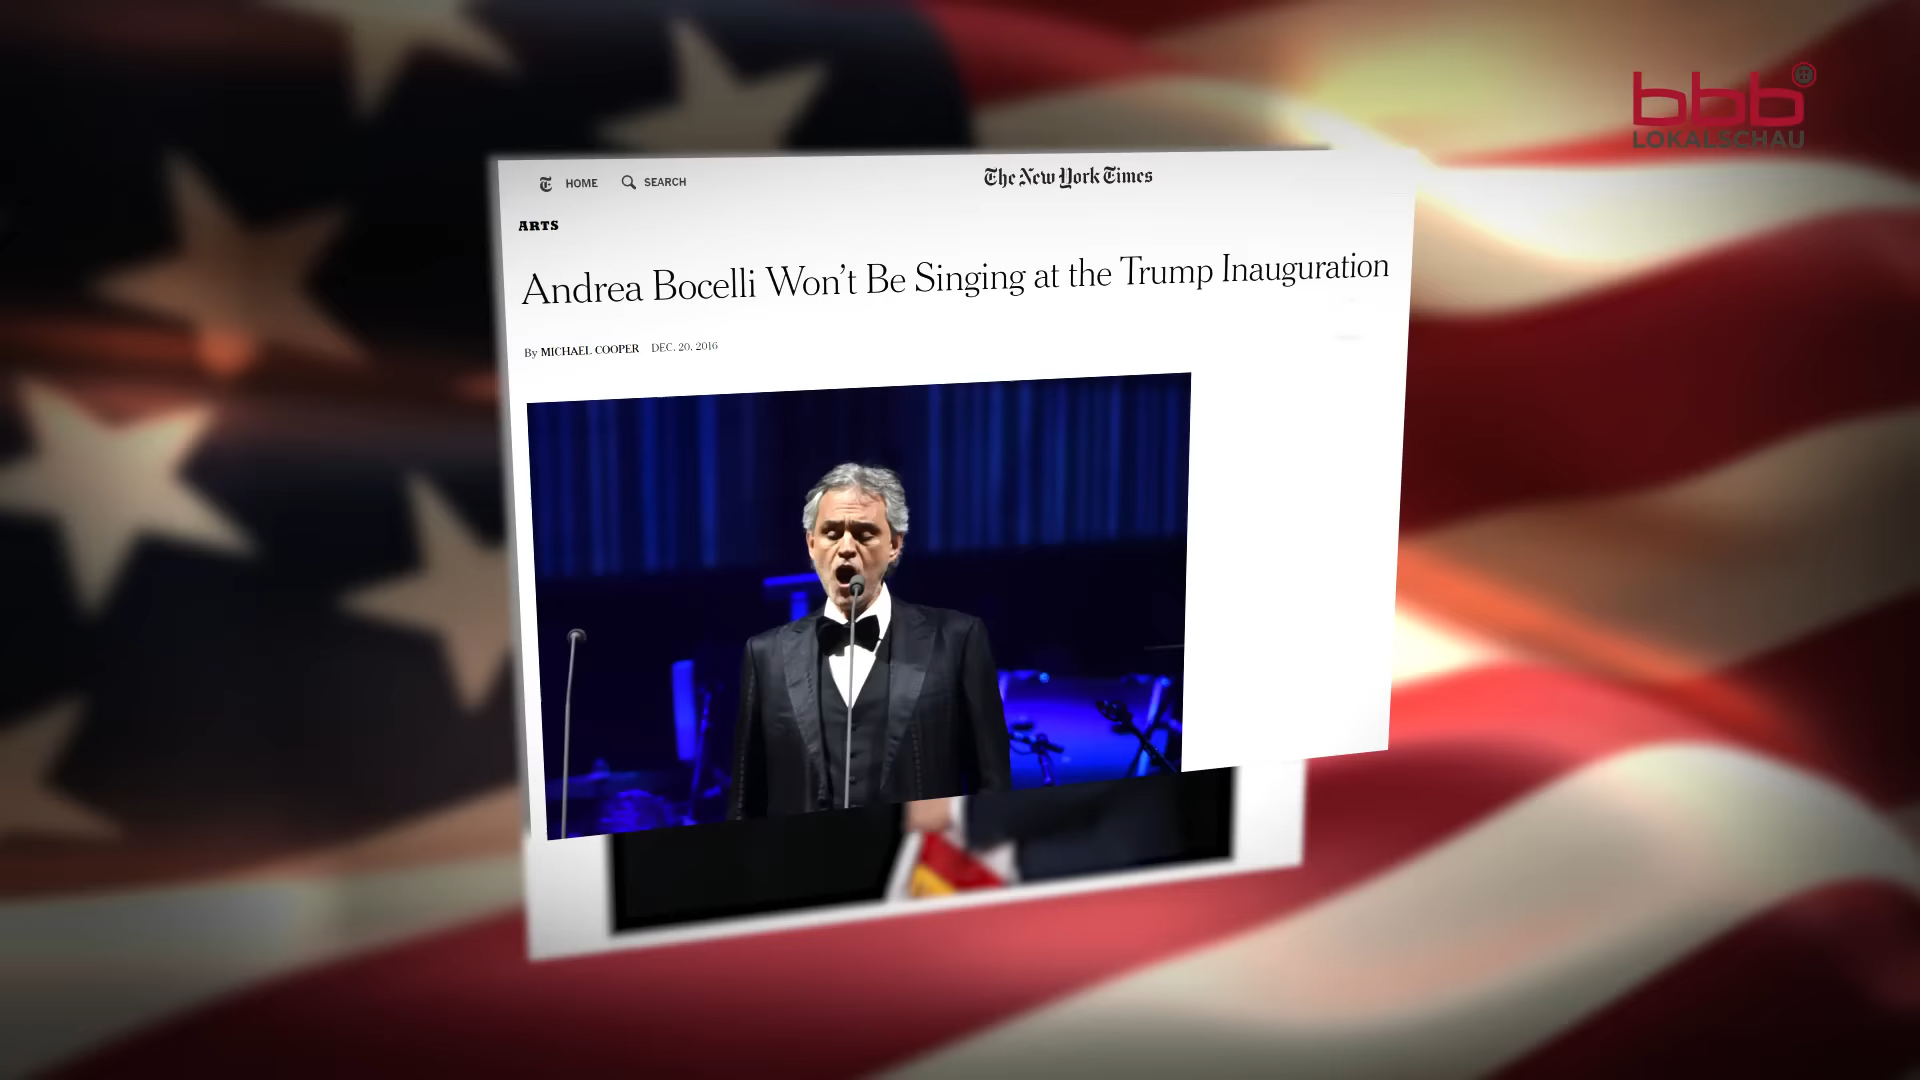 bbb
LOKALSCHAU
HOME SEARCH The New York Times
ARTS
Andrea Bocelli Won't Be Singing at the Trump Inauguration
By MICHAEL COOPER DEC. 20, 2016